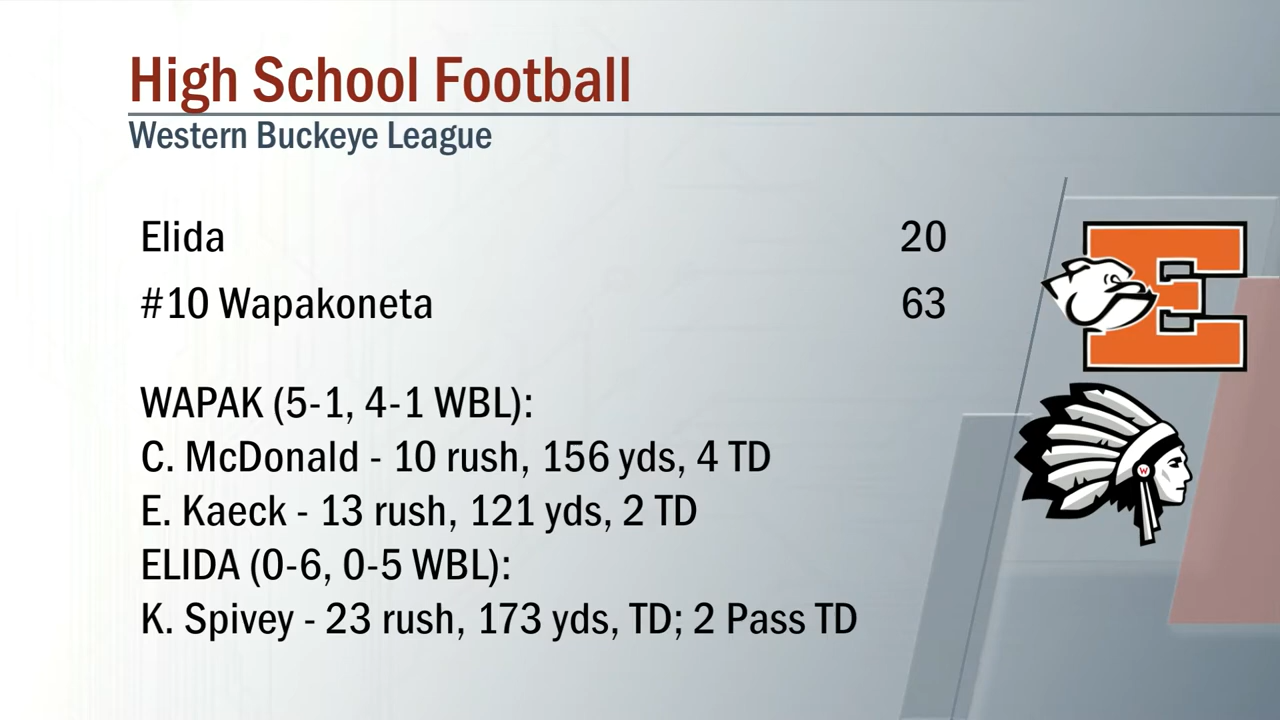 High School Football
Western Buckeye League
Elida 20
#10 Wapakoneta 63
WAPAK (5-1, 4-1 WBL):
C. McDonald - 10 rush, 156 yds, 4 TD
E. Kaeck - 13 rush, 121 yds, 2 TD
ELIDA (0-6, 0-5 WBL):
K. Spivey - 23 rush, 173 yds, TD; 2 Pass TD
E
W